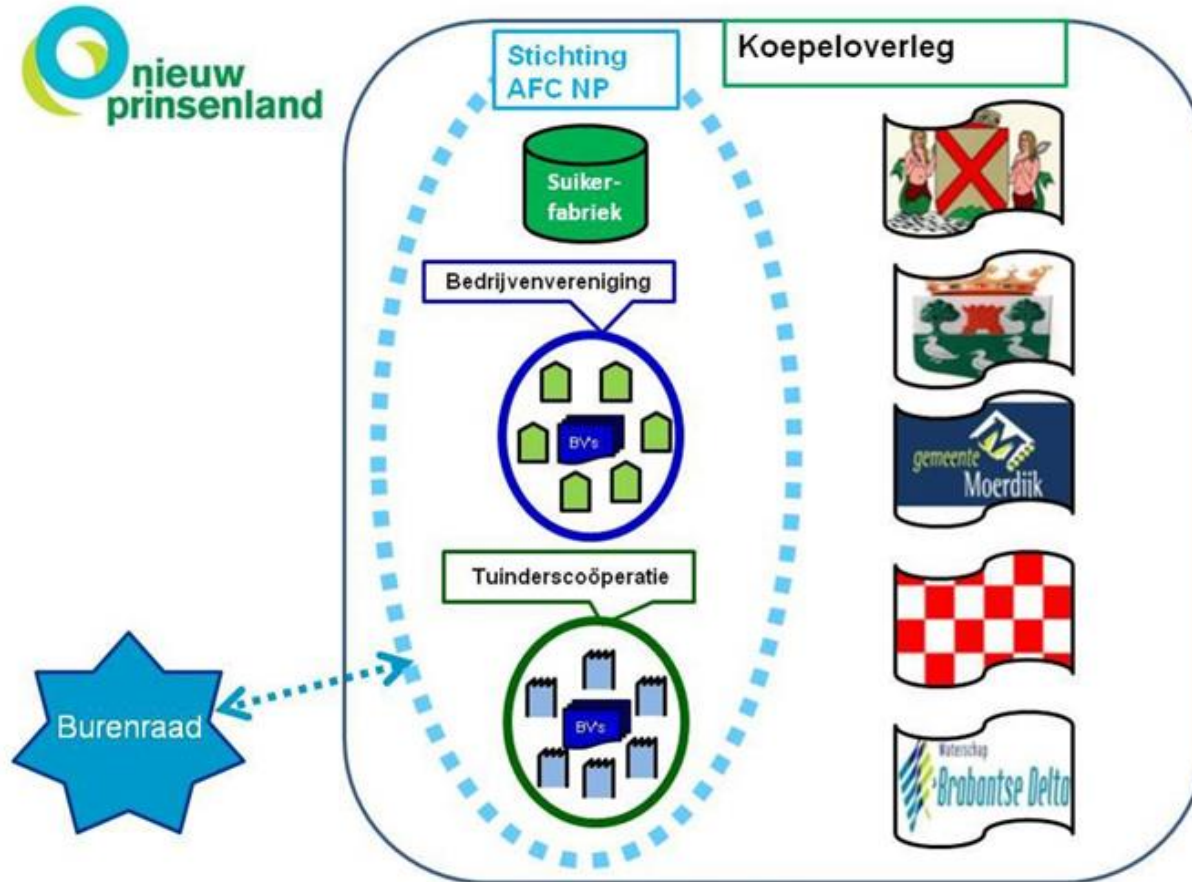 nieuw
prinsenland
Stichting
AFC NP
Koepeloverleg
Suiker-
fabriek
Bedrijvenvereniging
BV's
Tuinderscoöperatie
BV's
Burenraad
gemeente
Moerdijk
Waterschap
Brabantse Delta